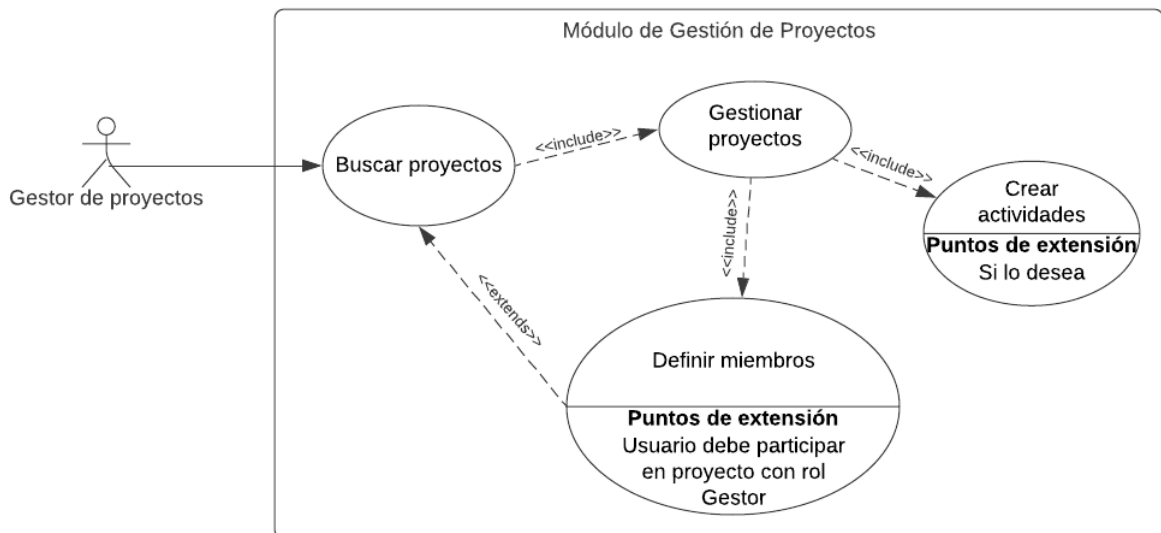 Módulo de Gestión de Proyectos
Gestor de proyectos
Buscar proyectos
<<include>>
Gestionar
proyectos
<<include>>
Crear
actividades
Puntos de extensión
Si lo desea
<<include>>
<<extends>>
Definir miembros
Puntos de extensión
Usuario debe participar
en proyecto con rol
Gestor